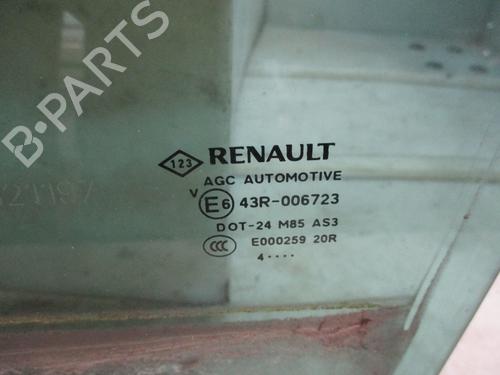 B-PARTS
123 RENAULT
AGC AUTOMOTIVE
V E6 43R-006723
DOT-24 M85 AS3
CCC E000259 20R
4····